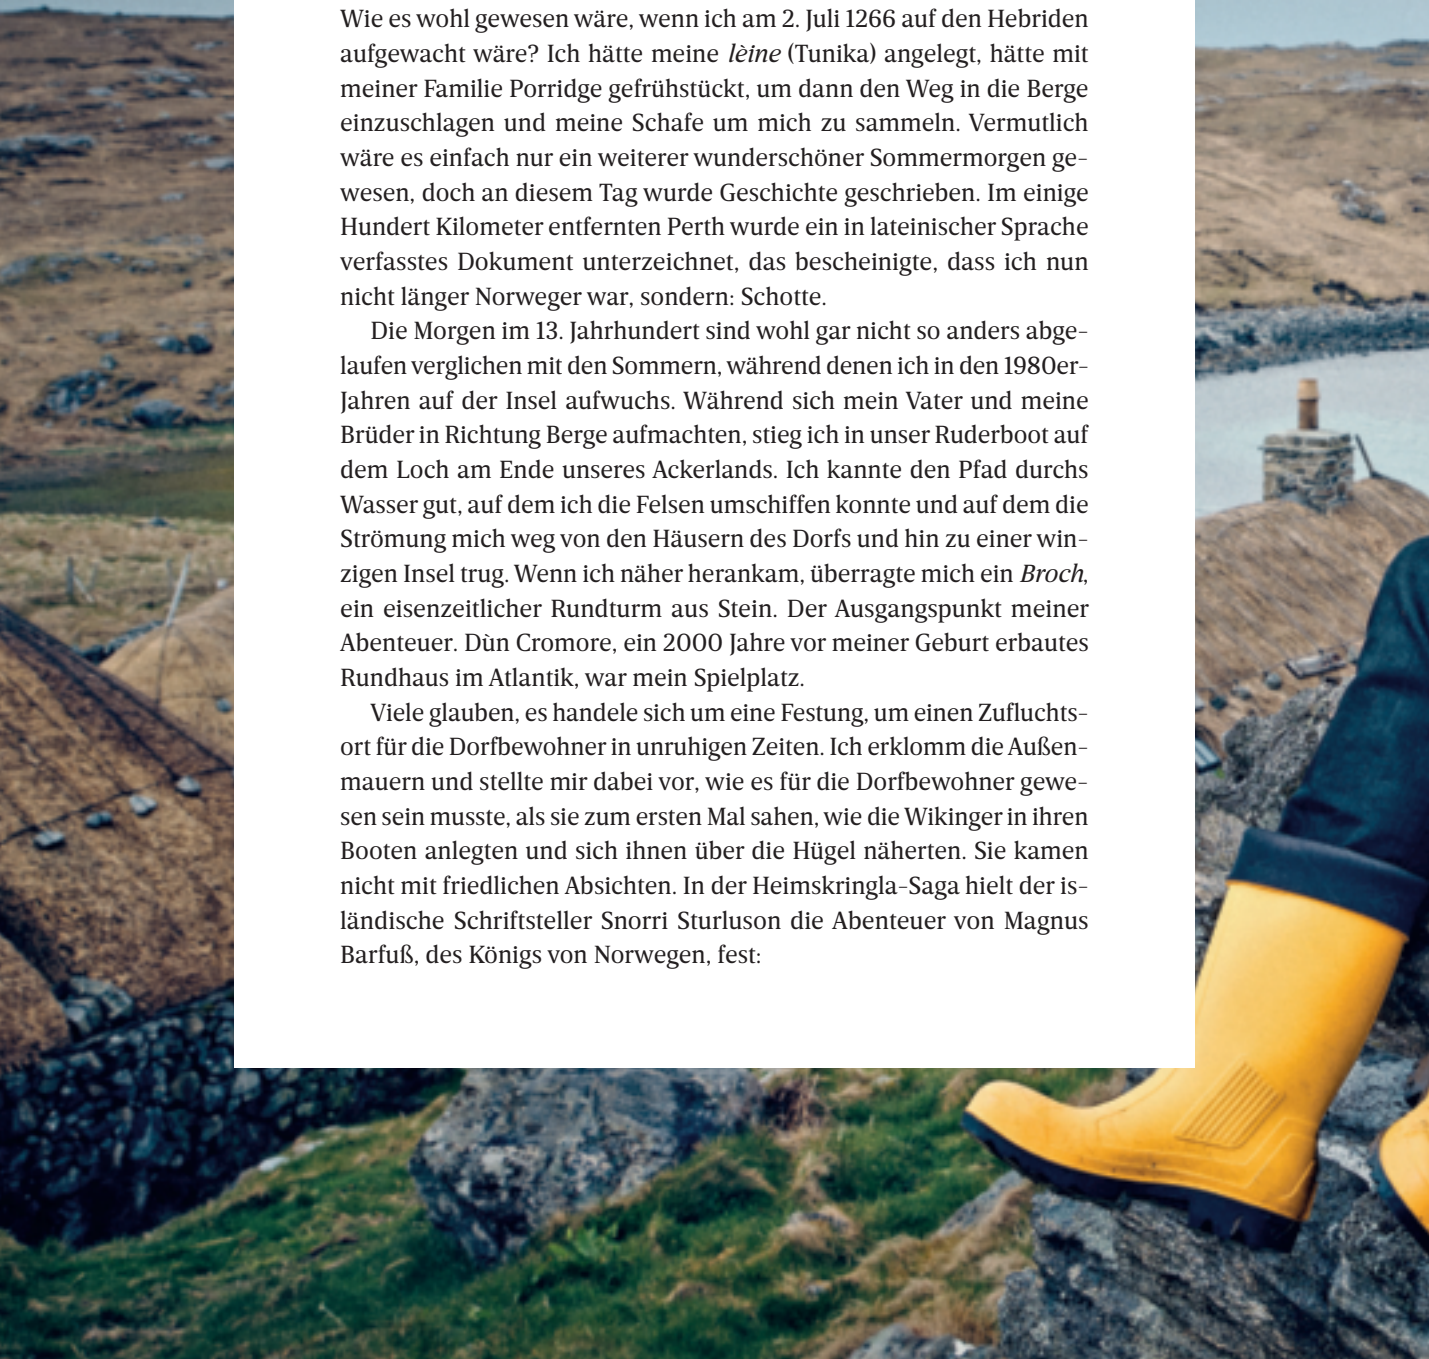 Wie es wohl gewesen wäre, wenn ich am 2. Juli 1266 auf den Hebriden
aufgewacht wäre? Ich hätte meine lèine (Tunika) angelegt, hätte mit
meiner Familie Porridge gefrühstückt, um dann den Weg in die Berge
einzuschlagen und meine Schafe um mich zu sammeln. Vermutlich
wäre es einfach nur ein weiterer wunderschöner Sommermorgen ge-
wesen, doch an diesem Tag wurde Geschichte geschrieben. Im einige
Hundert Kilometer entfernten Perth wurde ein in lateinischer Sprache
verfasstes Dokument unterzeichnet, das bescheinigte, dass ich nun
nicht länger Norweger war, sondern: Schotte.
Die Morgen im 13. Jahrhundert sind wohl gar nicht so anders abge-
laufen verglichen mit den Sommern, während denen ich in den 1980er-
Jahren auf der Insel aufwuchs. Während sich mein Vater und meine
Brüder in Richtung Berge aufmachten, stieg ich in unser Ruderboot auf
dem Loch am Ende unseres Ackerlands. Ich kannte den Pfad durchs
Wasser gut, auf dem ich die Felsen umschiffen konnte und auf dem die
Strömung mich weg von den Häusern des Dorfs und hin zu einer win-
zigen Insel trug. Wenn ich näher herankam, überragte mich ein Broch,
ein eisenzeitlicher Rundturm aus Stein. Der Ausgangspunkt meiner
Abenteuer. Dùn Cromore, ein 2000 Jahre vor meiner Geburt erbautes
Rundhaus im Atlantik, war mein Spielplatz.
Viele glauben, es handele sich um eine Festung, um einen Zufluchts-
ort für die Dorfbewohner in unruhigen Zeiten. Ich erklomm die Außen-
mauern und stellte mir dabei vor, wie es für die Dorfbewohner gewe-
sen sein musste, als sie zum ersten Mal sahen, wie die Wikinger in ihren
Booten anlegten und sich ihnen über die Hügel näherten. Sie kamen
nicht mit friedlichen Absichten. In der Heimskringla-Saga hielt der is-
ländische Schriftsteller Snorri Sturluson die Abenteuer von Magnus
Barfuß, des Königs von Norwegen, fest: